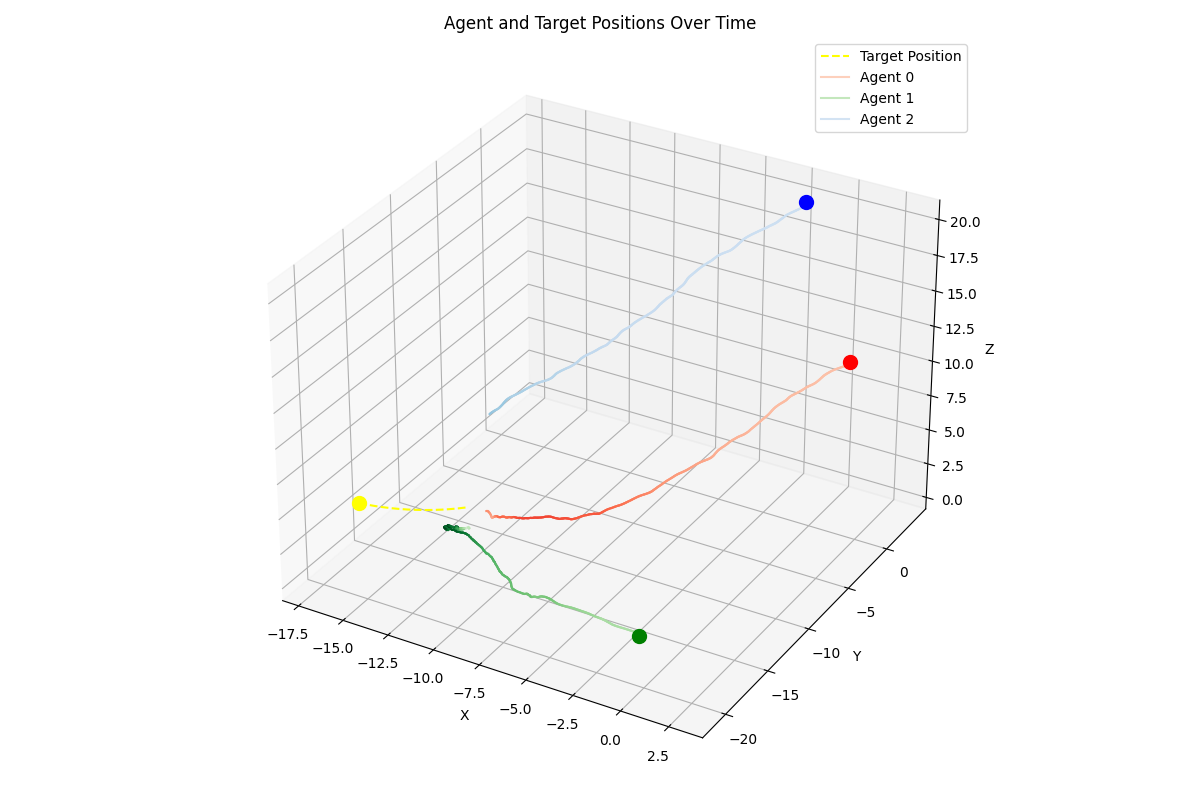 Agent and Target Positions Over Time
Target Position
Agent 0
Agent 1
Agent 2
20.0
17.5
15.0
12.5
10.0
7.5
5.0
2.5
0.0
Z
0
−5
−10
−15
−20
Y
−17.5
−15.0
−12.5
−10.0
−7.5
−5.0
−2.5
0.0
2.5
X